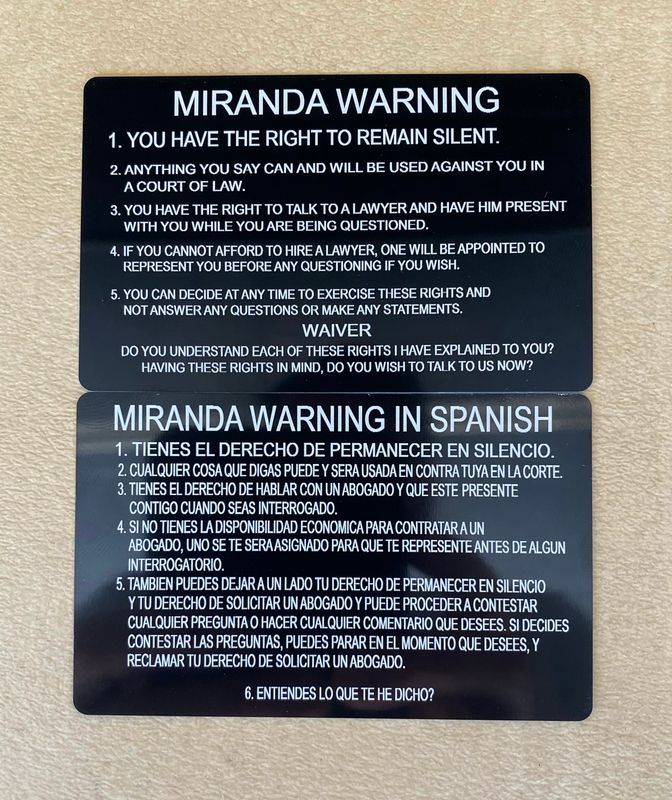 MIRANDA WARNING
1. YOU HAVE THE RIGHT TO REMAIN SILENT.
2. ANYTHING YOU SAY CAN AND WILL BE USED AGAINST YOU IN
A COURT OF LAW.
3. YOU HAVE THE RIGHT TO TALK TO A LAWYER AND HAVE HIM PRESENT
WITH YOU WHILE YOU ARE BEING QUESTIONED.
4. IF YOU CANNOT AFFORD TO HIRE A LAWYER, ONE WILL BE APPOINTED TO
REPRESENT YOU BEFORE ANY QUESTIONING IF YOU WISH.
5. YOU CAN DECIDE AT ANY TIME TO EXERCISE THESE RIGHTS AND
NOT ANSWER ANY QUESTIONS OR MAKE ANY STATEMENTS.
WAIVER
DO YOU UNDERSTAND EACH OF THESE RIGHTS I HAVE EXPLAINED TO YOU?
HAVING THESE RIGHTS IN MIND, DO YOU WISH TO TALK TO US NOW?
MIRANDA WARNING IN SPANISH
1. TIENES EL DERECHO DE PERMANECER EN SILENCIO.
2. CUALQUIER COSA QUE DIGAS PUEDE Y SERA USADA EN CONTRA TUYA EN LA CORTE.
3. TIENES EL DERECHO DE HABLAR CON UN ABOGADO Y QUE ESTE PRESENTE
CONTIGO CUANDO SEAS INTERROGADO.
4. SI NO TIENES LA DISPONIBILIDAD ECONOMICA PARA CONTRATAR A UN
ABOGADO, UNO SE TE SERA ASIGNADO PARA QUE TE REPRESENTE ANTES DE ALGUN
INTERROGATORIO.
5. TAMBIEN PUEDES DEJAR A UN LADO TU DERECHO DE PERMANECER EN SILENCIO
Y TU DERECHO DE SOLICITAR UN ABOGADO Y PUEDE PROCEDER A CONTESTAR
CUALQUIER PREGUNTA O HACER CUALQUIER COMENTARIO QUE DESEES. SI DECIDES
CONTESTAR LAS PREGUNTAS, PUEDES PARAR EN EL MOMENTO QUE DESEES, Y
RECLAMAR TU DERECHO DE SOLICITAR UN ABOGADO.
6. ENTIENDES LO QUE TE HE DICHO?